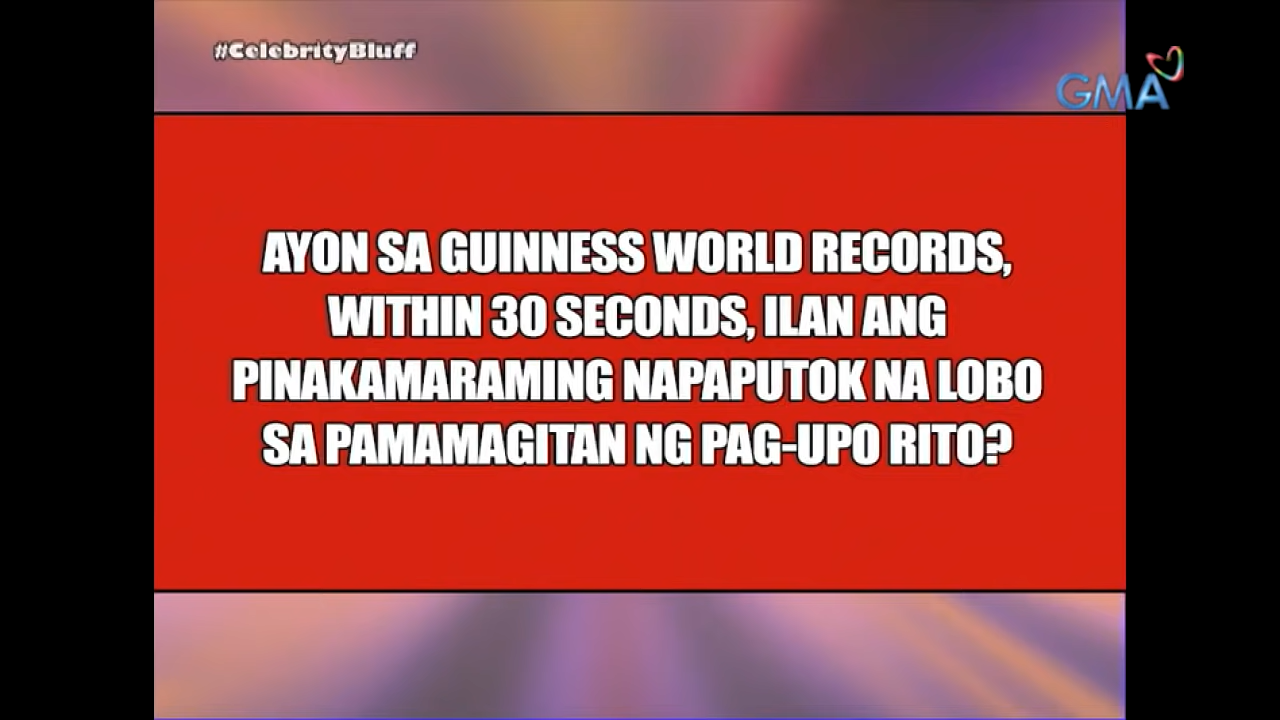 #CelebrityBluff
GMA
AYON SA GUINNESS WORLD RECORDS,
WITHIN 30 SECONDS, ILAN ANG
PINAKAMARAMING NAPAPUTOK NA LOBO
SA PAMAMAGITAN NG PAG-UPO RITO?